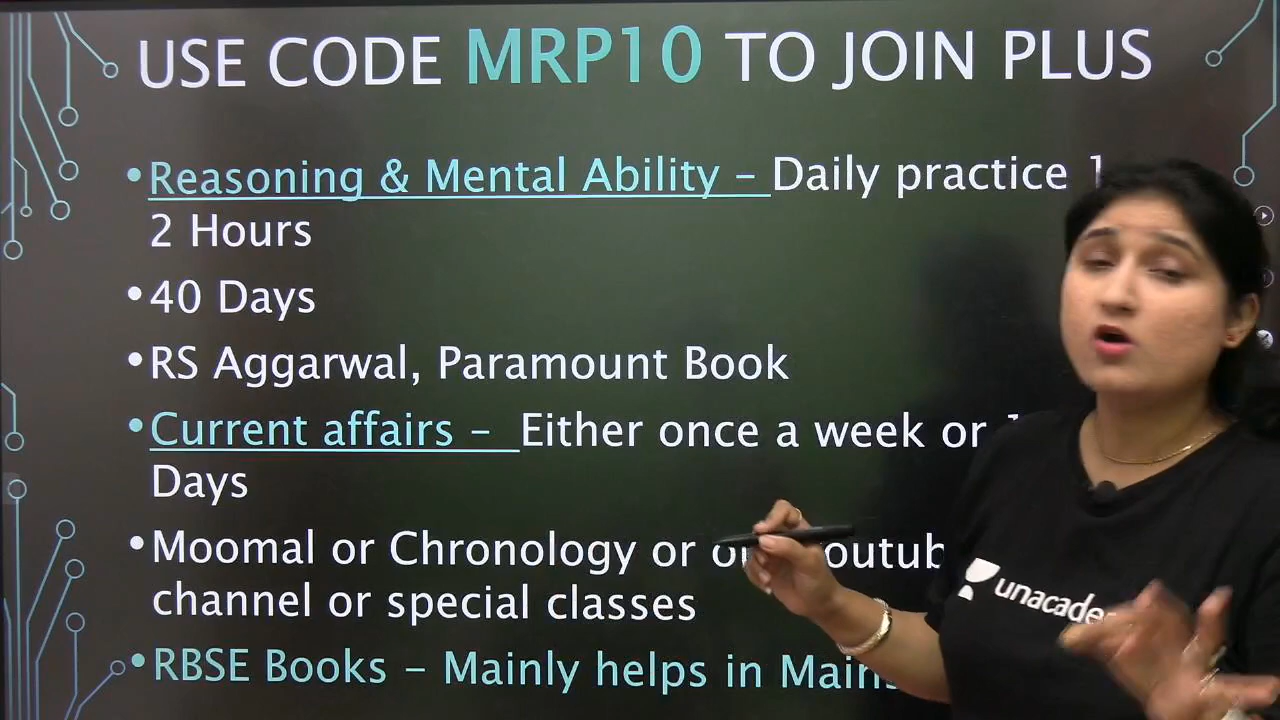 USE CODE MRP10 TO JOIN PLUS
•Reasoning & Mental Ability – Daily practice 1
2 Hours
•40 Days
•RS Aggarwal, Paramount Book
•Current affairs – Either once a week or
Days
•Moomal or Chronology or
channel or special classes
•RBSE Books – Mainly helps in Mains